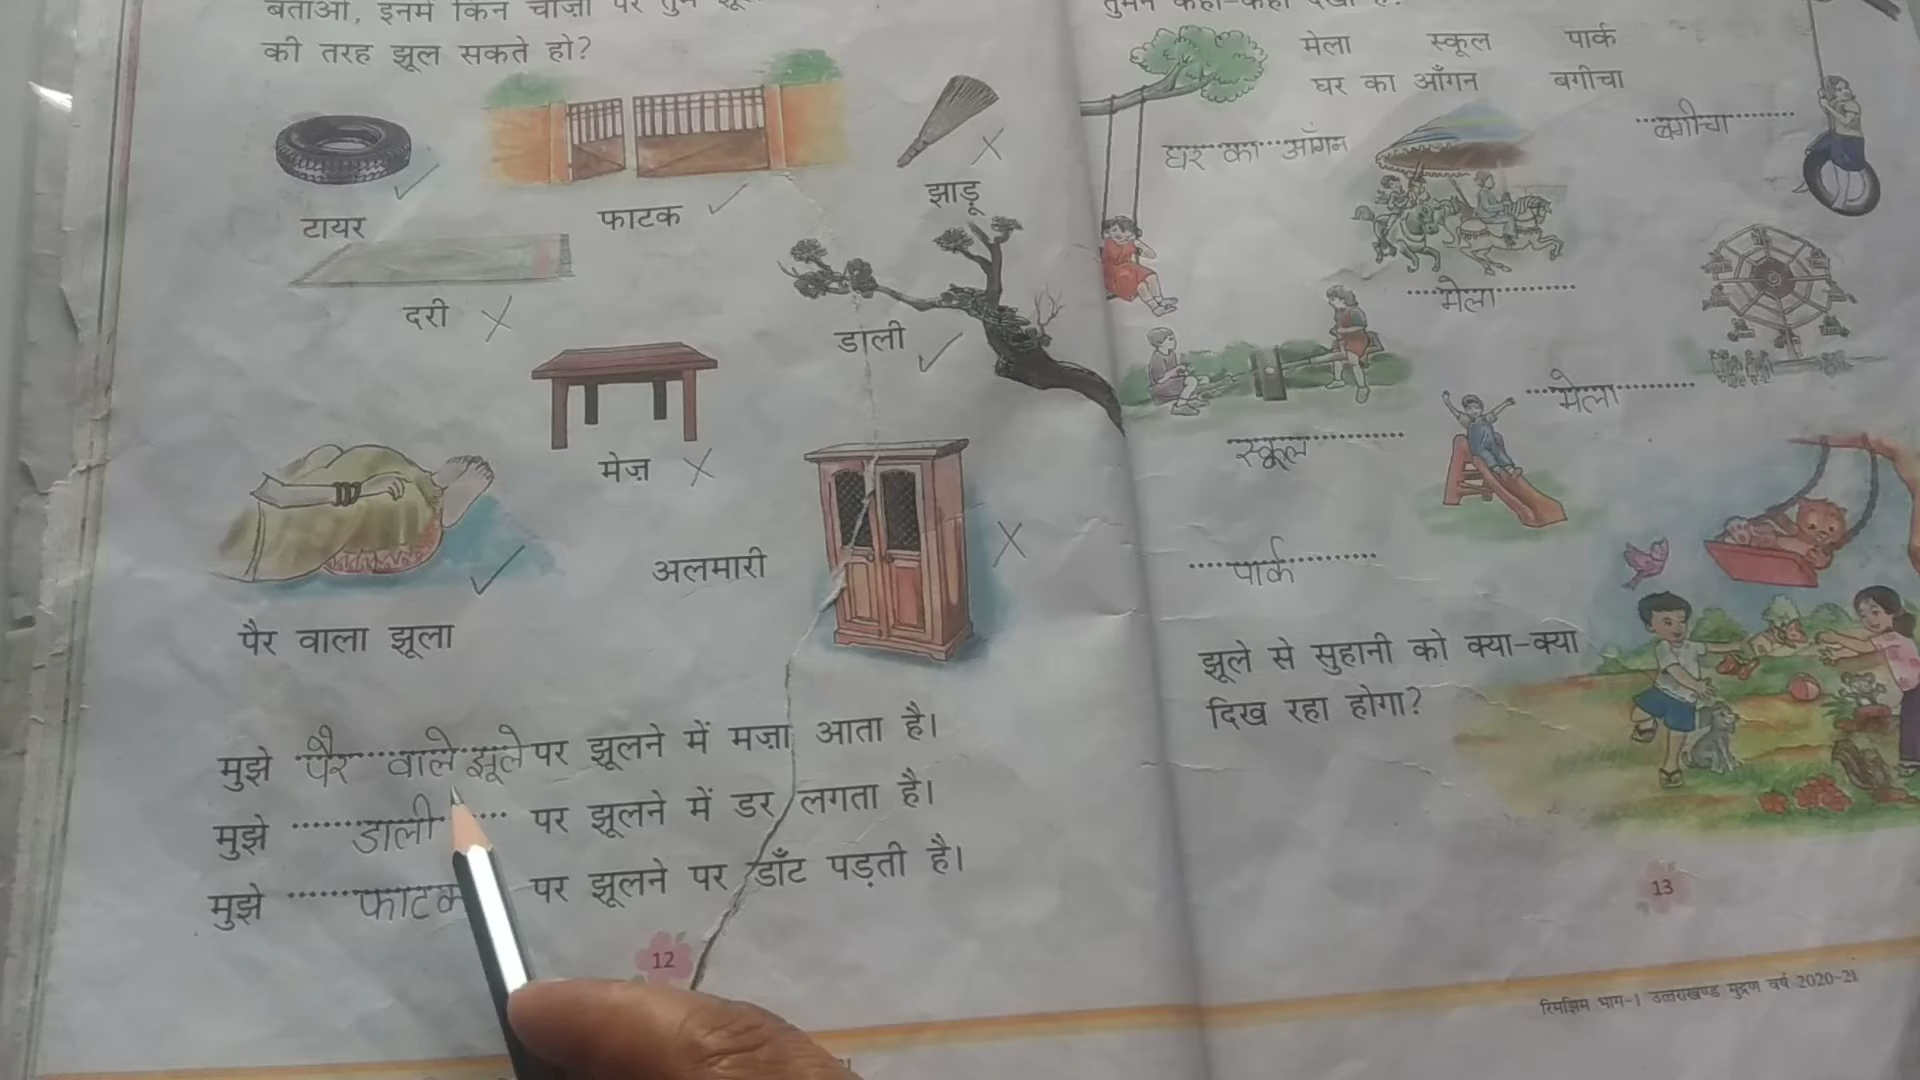 की तरह झूल सकते हो?
टायर
फाटक
झाड़ू
दरी
डाली
मेज़
अलमारी
पैर वाला झूला
मुझे पैर वाले झूले पर झूलने में मज़ा आता है।
मुझे डाली पर झूलने में डर लगता है।
मुझे फाटक पर झूलने पर डाँट पड़ती है।
12
मेला स्कूल पार्क
घर का आँगन बगीचा
घर का आँगन
बगीचा
मेला
मेला
स्कूल
पार्क
झूले से सुहानी को क्या-क्या
दिख रहा होगा?
13
रिमझिम भाग-1 उत्तराखण्ड मुद्रण वर्ष 2020-21